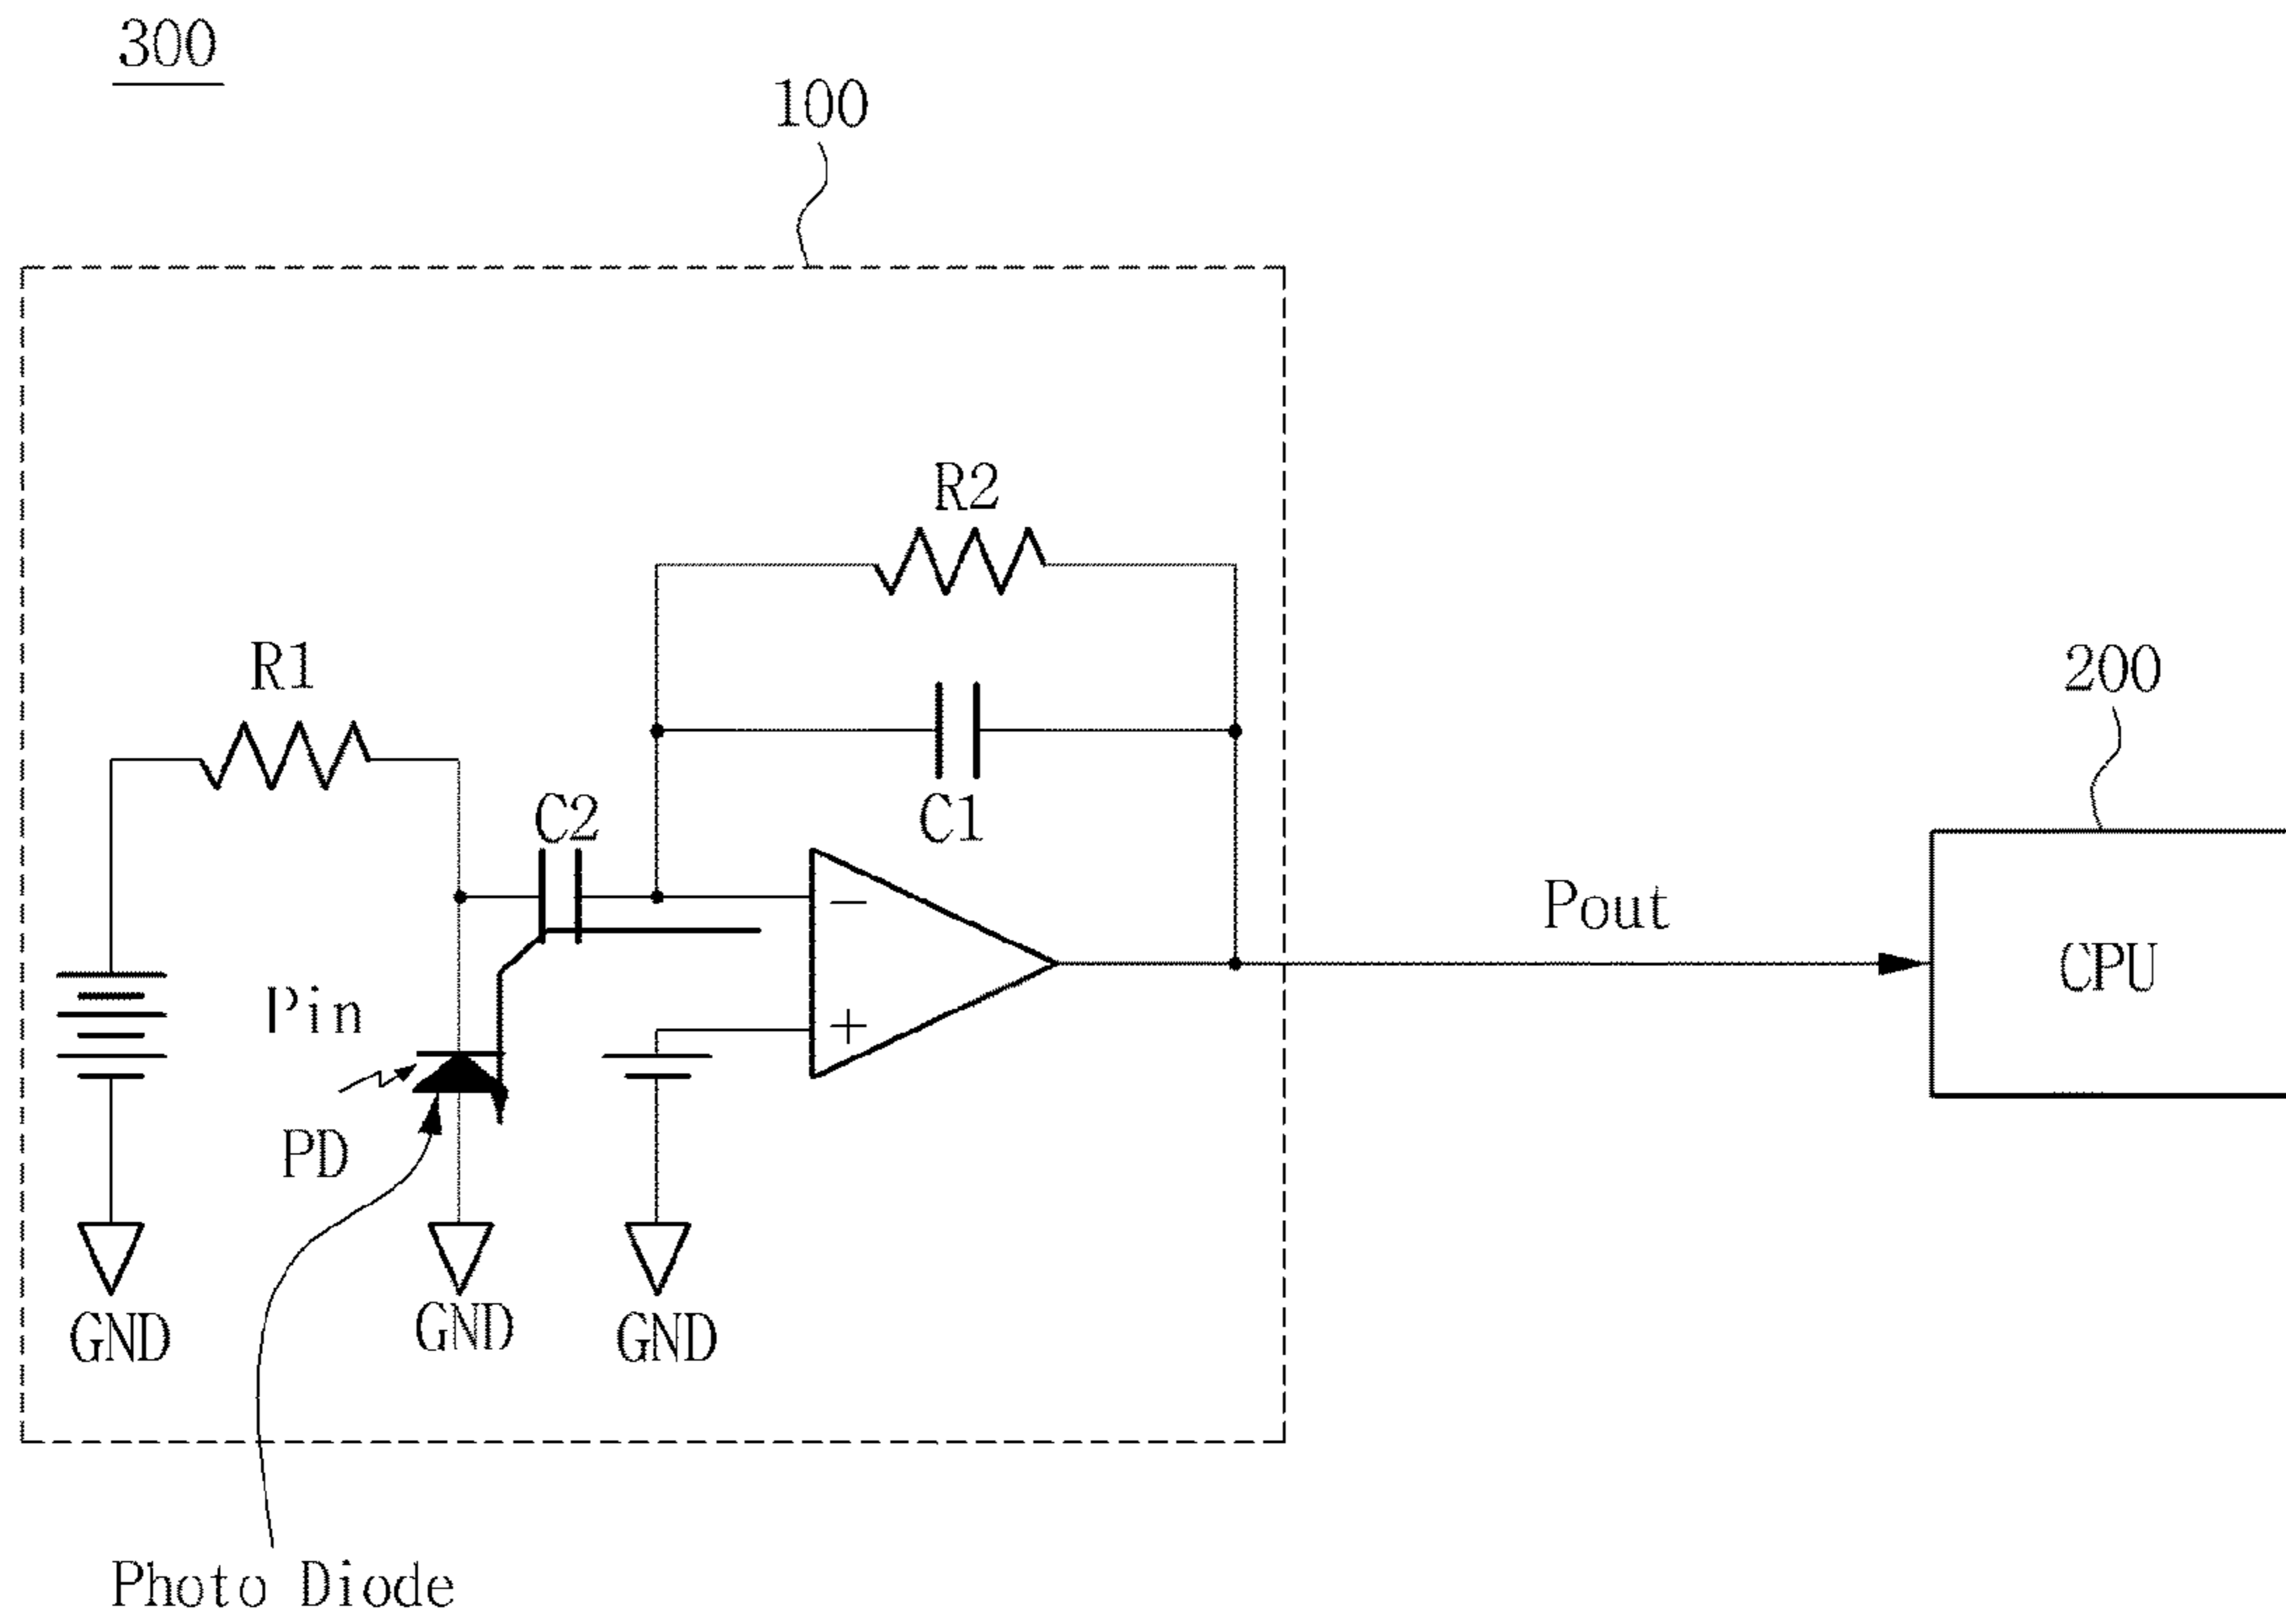 300
100
R2
R1
200
C2
C1
Pout
CPU
−
Pin
+
PD
GND
GND
GND
Photo Diode